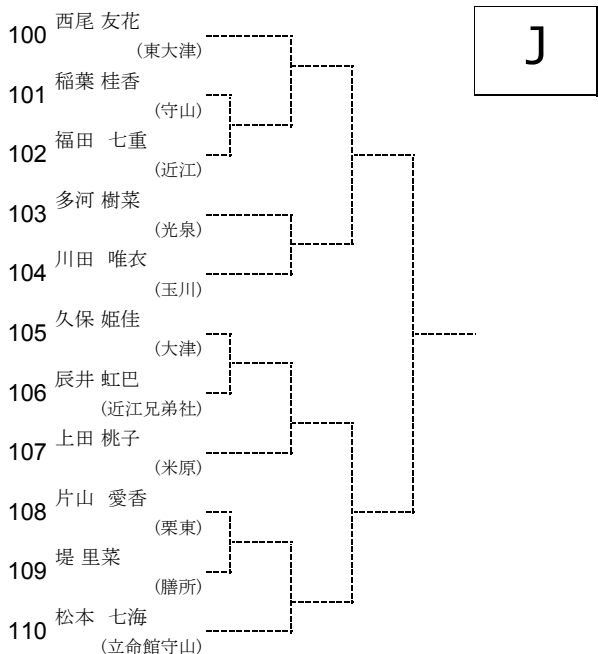 J
100 西尾 友花
(東大津)
101 稲葉 桂香
(守山)
102 福田 七重
(近江)
103 多河 樹菜
(光泉)
104 川田 唯衣
(玉川)
105 久保 姫佳
(大津)
106 辰井 虹巴
(近江兄弟社)
107 上田 桃子
(米原)
108 片山 愛香
(栗東)
109 堤 里菜
(膳所)
110 松本 七海
(立命館守山)